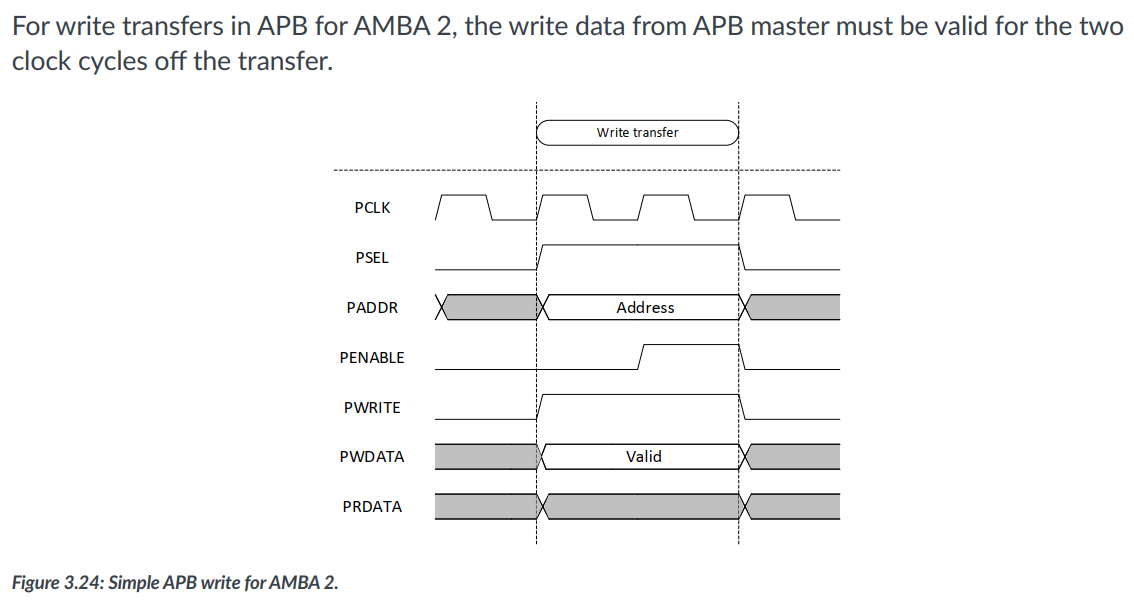 For write transfers in APB for AMBA 2, the write data from APB master must be valid for the two
clock cycles off the transfer.
Write transfer
PCLK
PSEL
PADDR
Address
PENABLE
PWRITE
PWDATA
Valid
PRDATA
Figure 3.24: Simple APB write for AMBA 2.